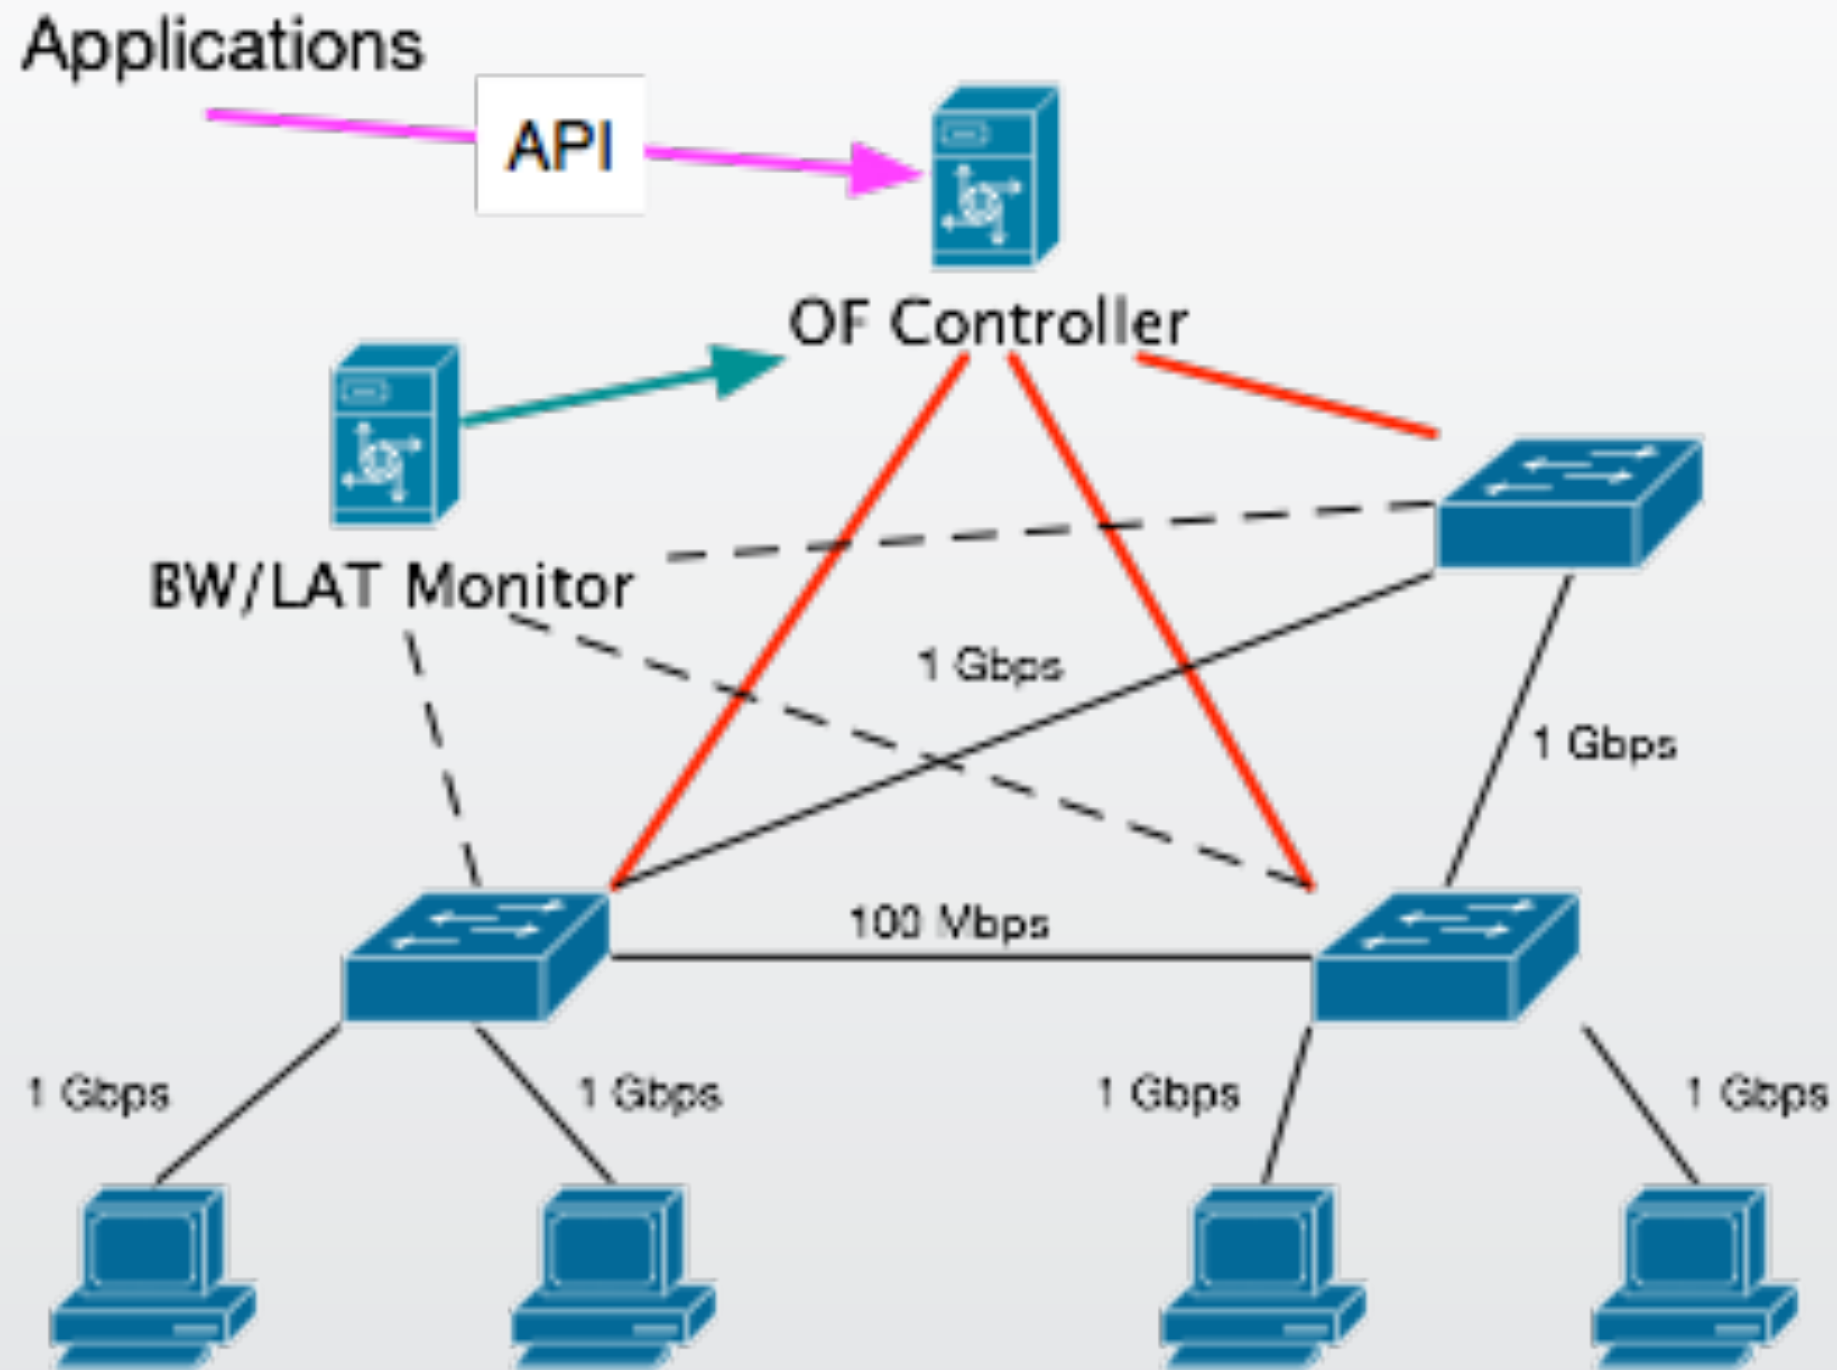 Applications
API
OF Controller
BW/LAT Monitor
1 Gbps
1 Gbps
100 Mbps
1 Gbps
1 Gbps
1 Gbps
1 Gbps